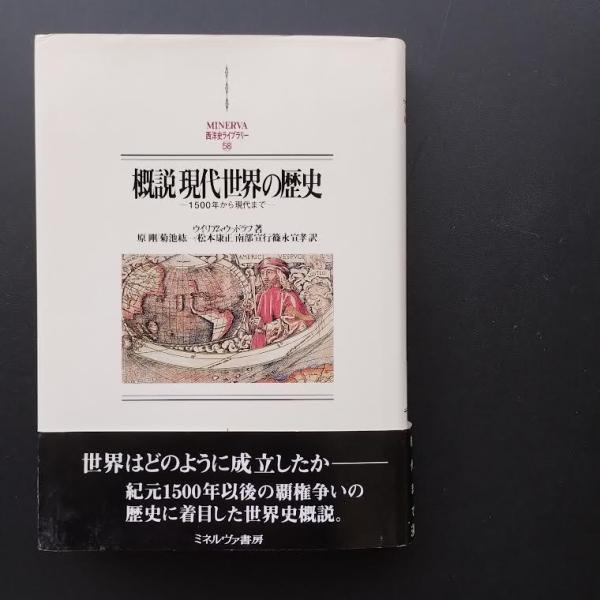 MINERVA
西洋史ライブラリー
58
概説 現代世界の歴史
―1500年から現代まで―
ウイリアム・ウッドラフ 著
原 剛 菊池紘一 松本康正 南部宣行 篠永宣孝 訳
AMERICI VESPVCI
世界はどのように成立したか――
紀元1500年以後の覇権争いの
歴史に着目した世界史概説。
ミネルヴァ書房